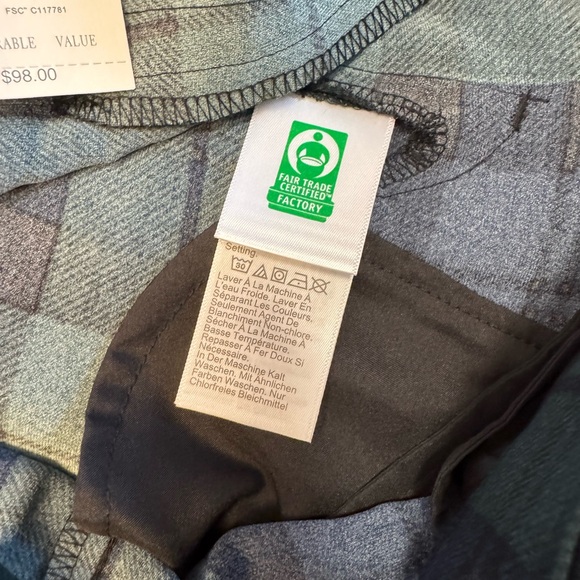 FSC® C117781
RABLE VALUE
$98.00
FAIR TRADE
CERTIFIED™
FACTORY
Setting.
30
Laver À La Machine À
L'eau Froide. Laver En
Séparant Les Couleurs.
Seulement Agent De
Blanchiment Non-chlore.
Sécher À La Machine À
Basse Température.
Repasser À Fer Doux Si
Nécessaire.
In Der Maschine Kalt
Waschen. Mit Ähnlichen
Farben Waschen. Nur
Chlorfreies Bleichmittel